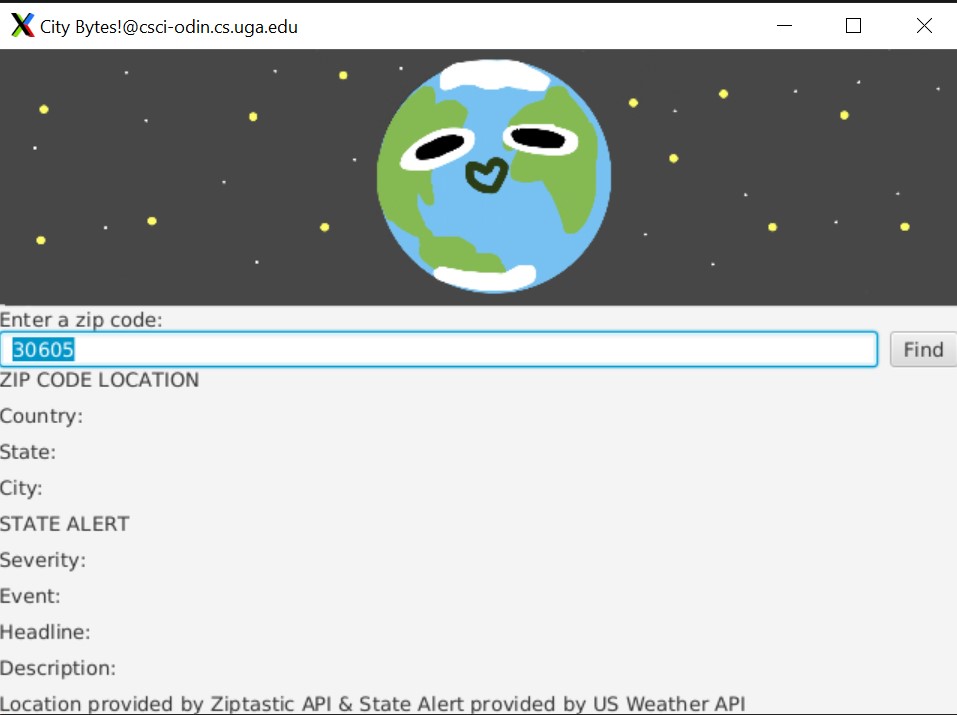 City Bytes!@csci-odin.cs.uga.edu
Enter a zip code:
30605
Find
ZIP CODE LOCATION
Country:
State:
City:
STATE ALERT
Severity:
Event:
Headline:
Description:
Location provided by Ziptastic API & State Alert provided by US Weather API